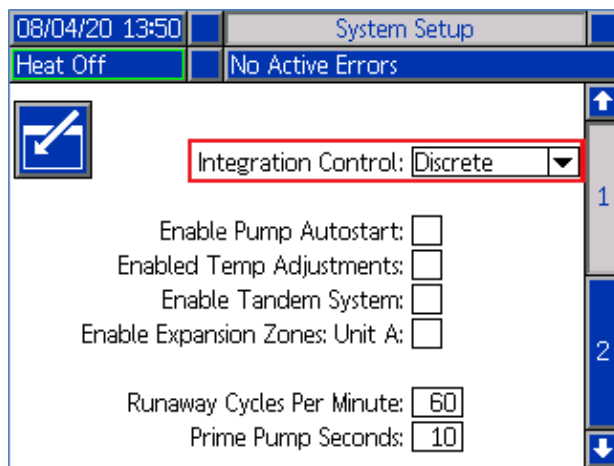 08/04/20 13:50 System Setup
Heat Off No Active Errors
Integration Control: Discrete
1
Enable Pump Autostart:
Enabled Temp Adjustments:
Enable Tandem System:
Enable Expansion Zones: Unit A:
2
Runaway Cycles Per Minute: 60
Prime Pump Seconds: 10